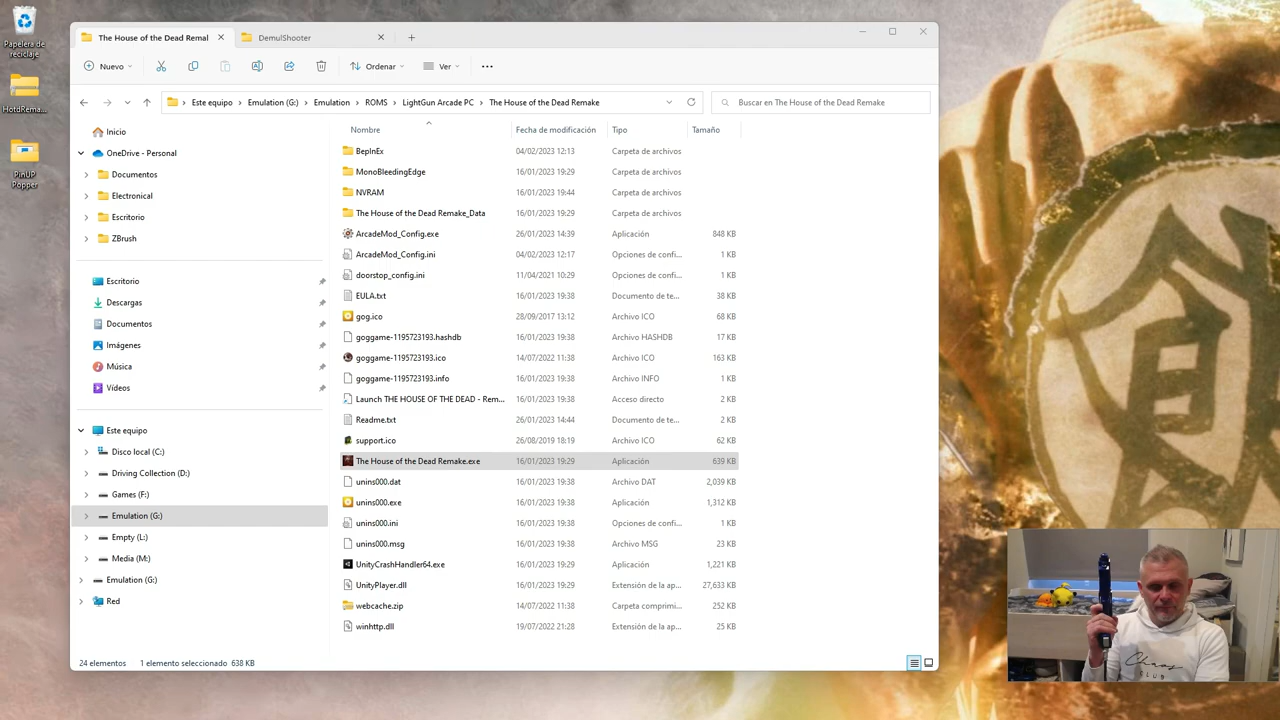 Papelera de
reciclaje
HotdRema...
PinUP
Popper
The House of the Dead Remal
DemulShooter
Nuevo
Ordenar
Ver
Este equipo
Emulation (G:)
Emulation
ROMS
LightGun Arcade PC
The House of the Dead Remake
Buscar en The House of the Dead Remake
Inicio
OneDrive - Personal
Documentos
Electronical
Escritorio
ZBrush
Escritorio
Descargas
Documentos
Imágenes
Música
Vídeos
Este equipo
Disco local (C:)
Driving Collection (D:)
Games (F:)
Emulation (G:)
Empty (L:)
Media (M:)
Emulation (G:)
Red
Nombre Fecha de modificación Tipo Tamaño
BepInEx 04/02/2023 12:13 Carpeta de archivos
MonoBleedingEdge 16/01/2023 19:29 Carpeta de archivos
NVRAM 16/01/2023 19:44 Carpeta de archivos
The House of the Dead Remake_Data 16/01/2023 19:29 Carpeta de archivos
ArcadeMod_Config.exe 26/01/2023 14:39 Aplicación 848 KB
ArcadeMod_Config.ini 04/02/2023 12:17 Opciones de confi... 1 KB
doorstop_config.ini 11/04/2021 10:29 Opciones de confi... 1 KB
EULA.txt 16/01/2023 19:38 Documento de te... 38 KB
gog.ico 28/09/2017 13:12 Archivo ICO 68 KB
goggame-1195723193.hashdb 16/01/2023 19:38 Archivo HASHDB 17 KB
goggame-1195723193.ico 14/07/2022 11:38 Archivo ICO 163 KB
goggame-1195723193.info 16/01/2023 19:38 Archivo INFO 1 KB
Launch THE HOUSE OF THE DEAD - Rem... 16/01/2023 19:38 Acceso directo 2 KB
Readme.txt 26/01/2023 14:44 Documento de te... 2 KB
support.ico 26/08/2019 18:19 Archivo ICO 62 KB
The House of the Dead Remake.exe 16/01/2023 19:29 Aplicación 639 KB
unins000.dat 16/01/2023 19:38 Archivo DAT 2,039 KB
unins000.exe 16/01/2023 19:38 Aplicación 1,312 KB
unins000.ini 16/01/2023 19:38 Opciones de confi... 1 KB
unins000.msg 16/01/2023 19:38 Archivo MSG 23 KB
UnityCrashHandler64.exe 16/01/2023 19:29 Aplicación 1,221 KB
UnityPlayer.dll 16/01/2023 19:29 Extensión de la ap... 27,633 KB
webcache.zip 14/07/2022 11:38 Carpeta comprimi... 252 KB
winhttp.dll 19/07/2022 21:28 Extensión de la ap... 25 KB
24 elementos 1 elemento seleccionado 638 KB
Chaos
CLUB